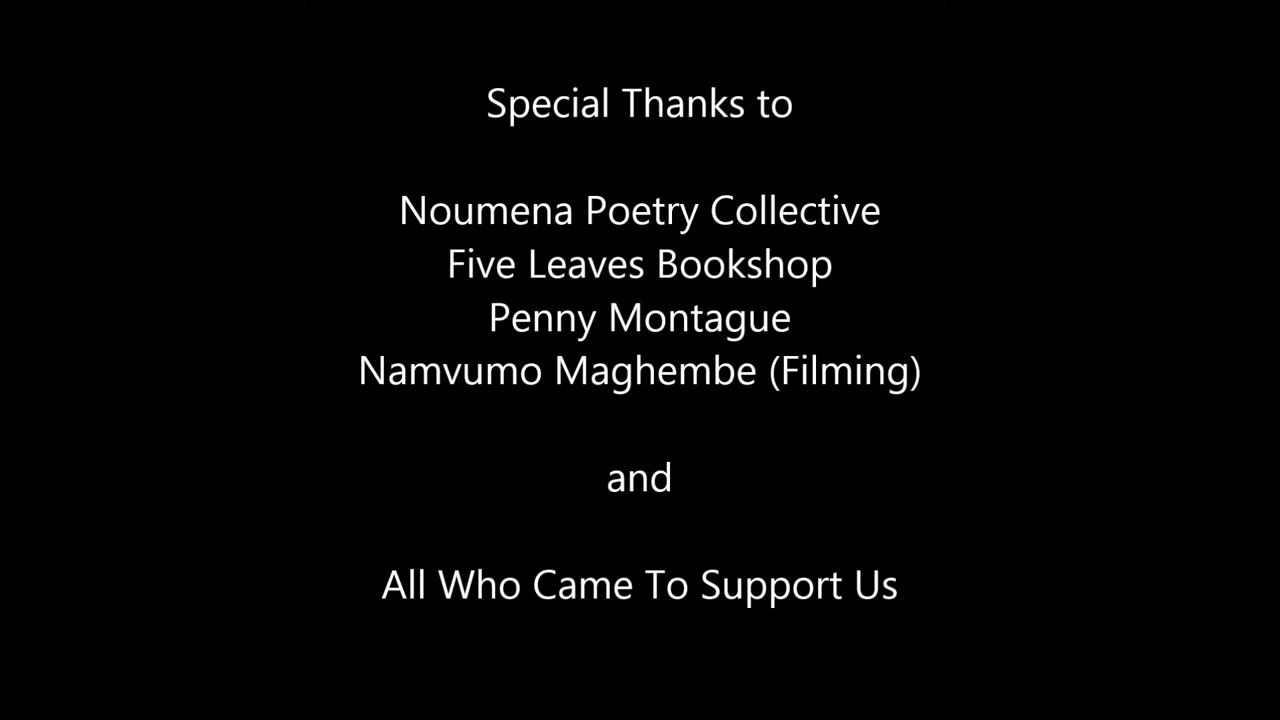 Special Thanks to
Noumena Poetry Collective
Five Leaves Bookshop
Penny Montague
Namvumo Maghembe (Filming)
and
All Who Came To Support Us